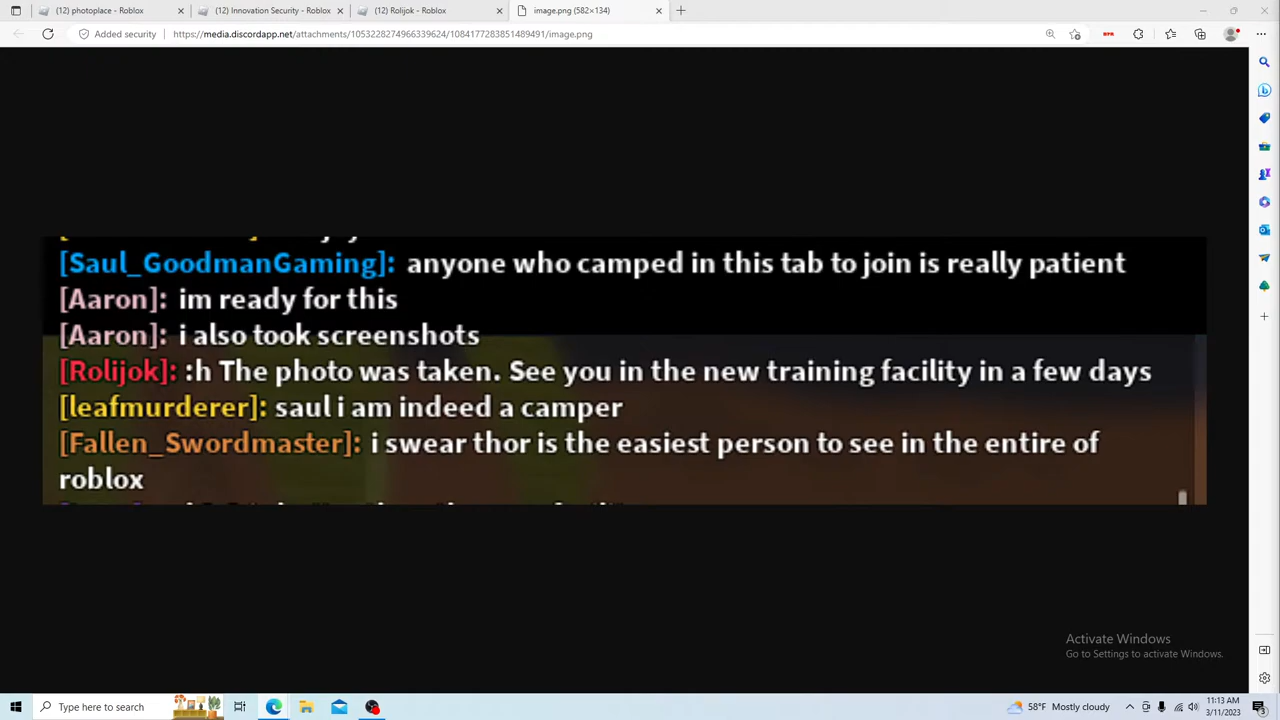 (12) photoplace - Roblox
(12) Innovation Security - Roblox
(12) Rolijok - Roblox
image.png (582×134)
Added security
https://media.discordapp.net/attachments/1053228274966339624/1084177283851489491/image.png
[Saul_GoodmanGaming]: anyone who camped in this tab to join is really patient
[Aaron]: im ready for this
[Aaron]: i also took screenshots
[Rolijok]: :h The photo was taken. See you in the new training facility in a few days
[leafmurderer]: saul i am indeed a camper
[Fallen_Swordmaster]: i swear thor is the easiest person to see in the entire of
roblox
Activate Windows
Go to Settings to activate Windows.
Type here to search
58°F Mostly cloudy
11:13 AM
3/11/2023
3